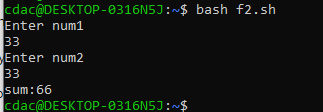 cdac@DESKTOP-0316N5J:~$ bash f2.sh
Enter num1
33
Enter num2
33
sum:66
cdac@DESKTOP-0316N5J:~$